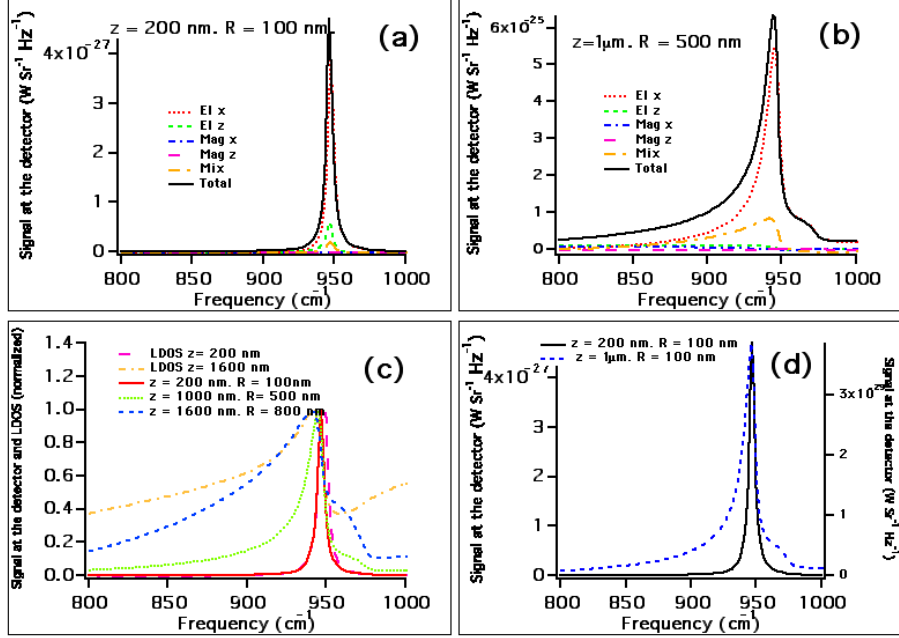 z = 200 nm. R = 100 nm
(a)
4x10⁻²⁷
3
2
1
0
Signal at the detector (W Sr⁻¹ Hz⁻¹)
El x
El z
Mag x
Mag z
Mix
Total
800
850
900
950
1000
Frequency (cm⁻¹)
z=1µm. R = 500 nm
(b)
6x10⁻²⁵
5
4
3
2
1
0
Signal at the detector (W Sr⁻¹ Hz⁻¹)
El x
El z
Mag x
Mag z
Mix
Total
800
850
900
950
1000
Frequency (cm⁻¹)
(c)
1.4
1.2
1.0
0.8
0.6
0.4
0.2
0.0
Signal at the detector and LDOS (normalized)
LDOS z= 200 nm
LDOS z= 1600 nm
z = 200 nm. R = 100nm
z = 1000 nm. R= 500 nm
z = 1600 nm. R= 800 nm
800
850
900
950
1000
Frequency (cm⁻¹)
(d)
z = 200 nm. R = 100 nm
z = 1µm. R = 100 nm
4x10⁻²⁷
3
2
1
0
Signal at the detector (W Sr⁻¹ Hz⁻¹)
3x10⁻²⁹
2
1
0
Signal at the detector (W Sr⁻¹ Hz⁻¹)
800
850
900
950
1000
Frequency (cm⁻¹)